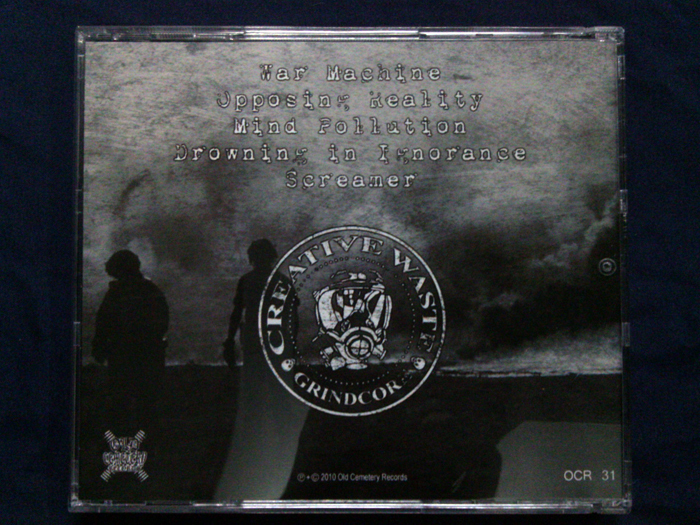 War Machine
Opposing Reality
Mind Pollution
Drowning in Ignorance
Screamer
CREATIVE WASTE
GRINDCORE
℗ • © 2010 Old Cemetery Records
OCR 31